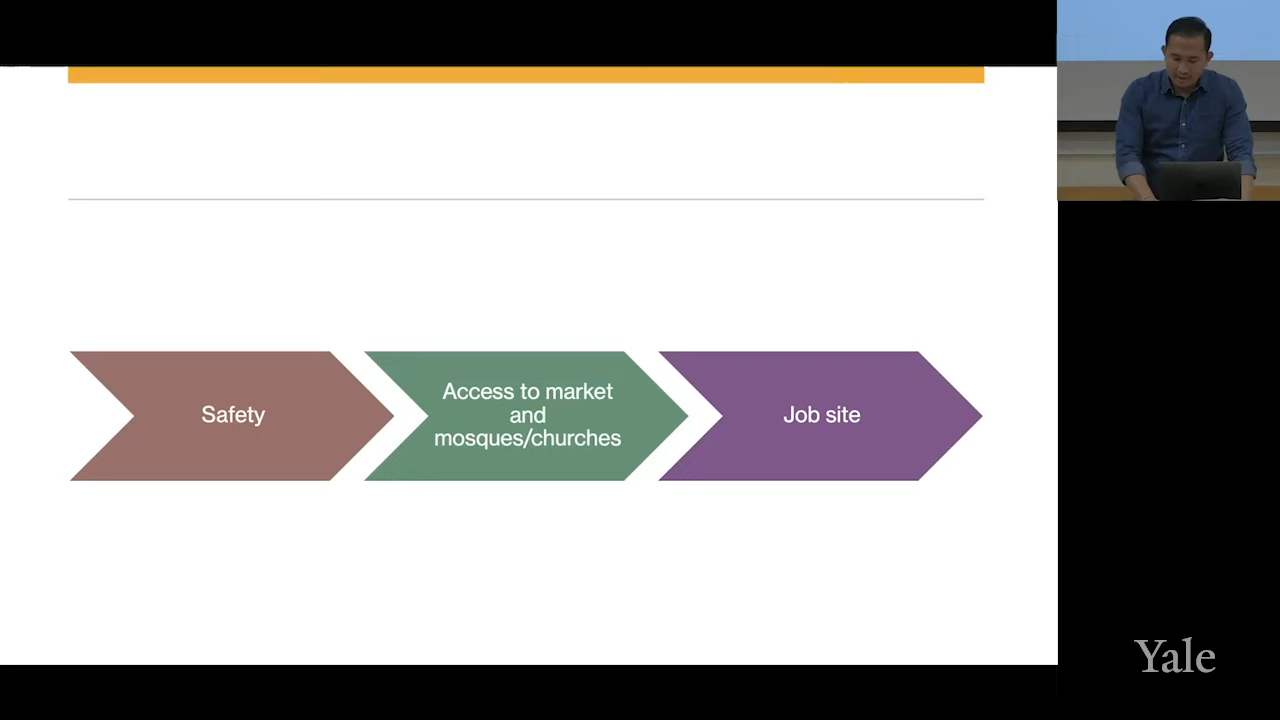 Safety
Access to market
and
mosques/churches
Job site
Yale